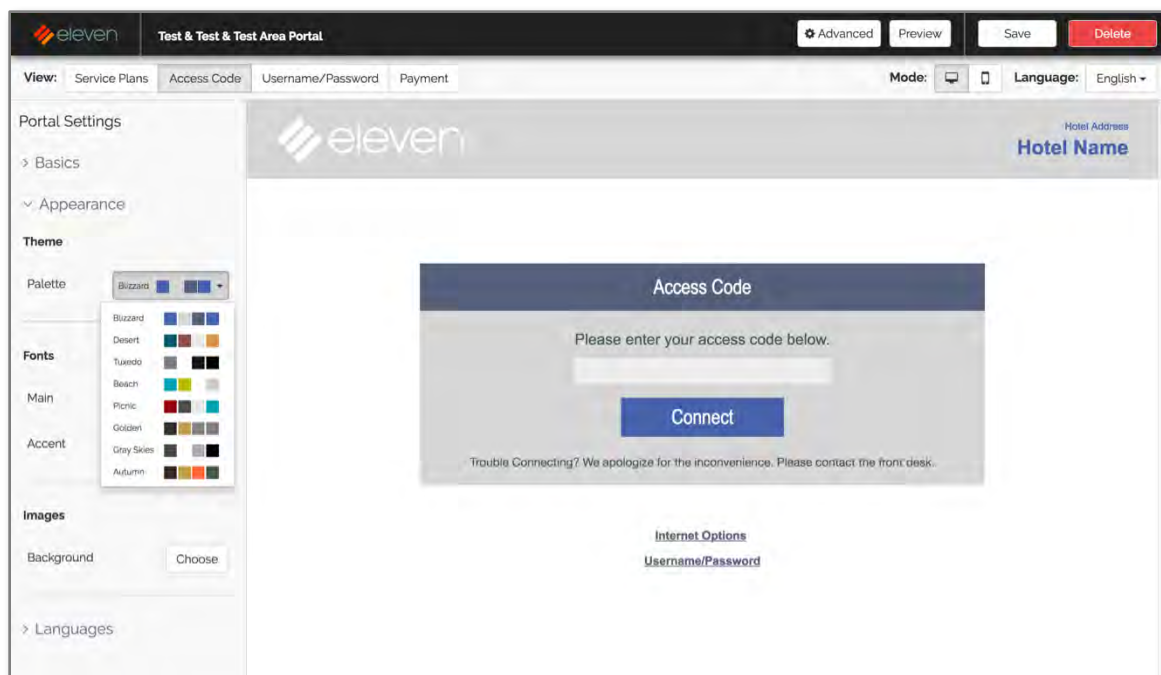 eleven
Test & Test & Test Area Portal
Advanced
Preview
Save
Delete
View:
Service Plans
Access Code
Username/Password
Payment
Mode:
Language:
English
Portal Settings
Basics
Appearance
Theme
Palette
Blizzard
Blizzard
Desert
Tuxedo
Beach
Picnic
Golden
Gray Skies
Autumn
Fonts
Main
Accent
Images
Background
Choose
Languages
eleven
Hotel Address
Hotel Name
Access Code
Please enter your access code below.
Connect
Trouble Connecting? We apologize for the inconvenience. Please contact the front desk.
Internet Options
Username/Password